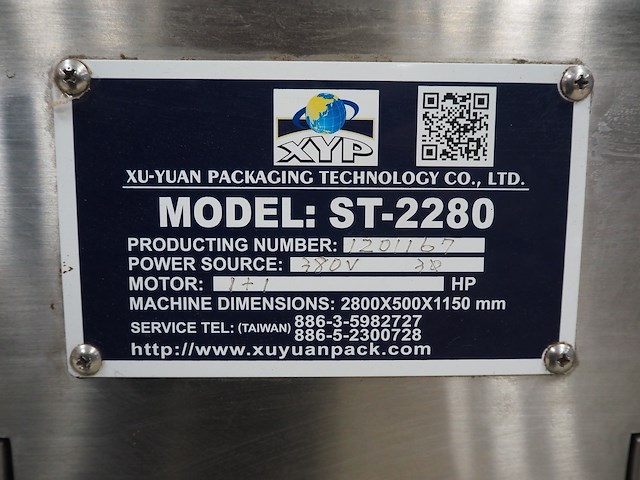 XYP
XU-YUAN PACKAGING TECHNOLOGY CO., LTD.
MODEL: ST-2280
PRODUCTING NUMBER: 1201167
POWER SOURCE: 380V 3Ø
MOTOR: 1+1 HP
MACHINE DIMENSIONS: 2800X500X1150 mm
SERVICE TEL: (TAIWAN) 886-3-5982727
886-5-2300728
http://www.xuyuanpack.com